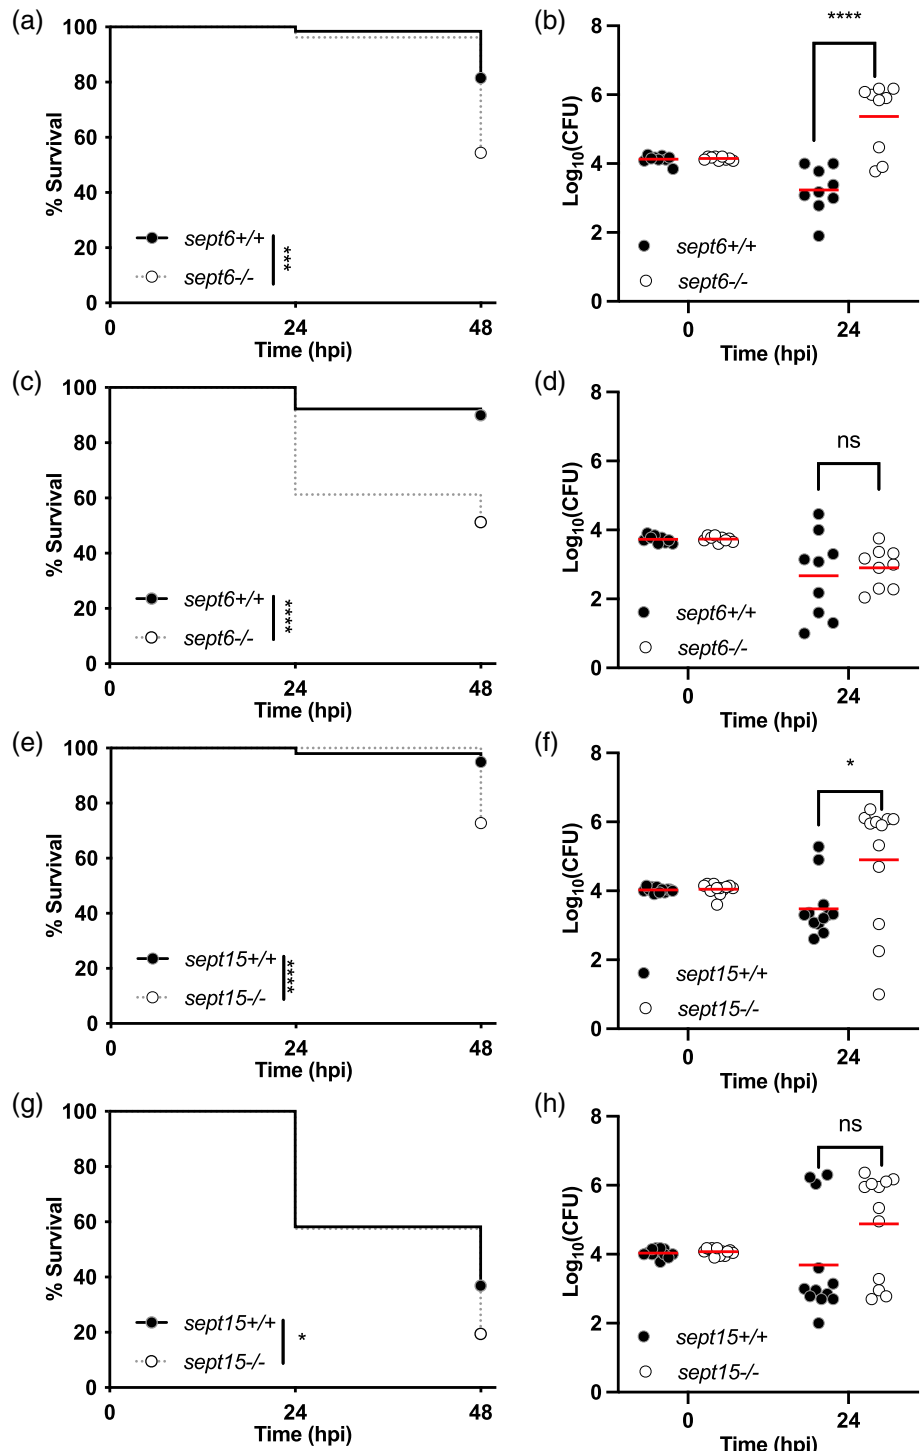 (a)
100
80
60
40
20
0
% Survival
sept6+/+
sept6-/-
***
0 24 48
Time (hpi)
(b)
8
6
4
2
0
Log10(CFU)
****
sept6+/+
sept6-/-
0 24
Time (hpi)
(c)
100
80
60
40
20
0
% Survival
sept6+/+
sept6-/-
****
0 24 48
Time (hpi)
(d)
8
6
4
2
0
Log10(CFU)
ns
sept6+/+
sept6-/-
0 24
Time (hpi)
(e)
100
80
60
40
20
0
% Survival
sept15+/+
sept15-/-
****
0 24 48
Time (hpi)
(f)
8
6
4
2
0
Log10(CFU)
*
sept15+/+
sept15-/-
0 24
Time (hpi)
(g)
100
80
60
40
20
0
% Survival
sept15+/+
sept15-/-
*
0 24 48
Time (hpi)
(h)
8
6
4
2
0
Log10(CFU)
ns
sept15+/+
sept15-/-
0 24
Time (hpi)